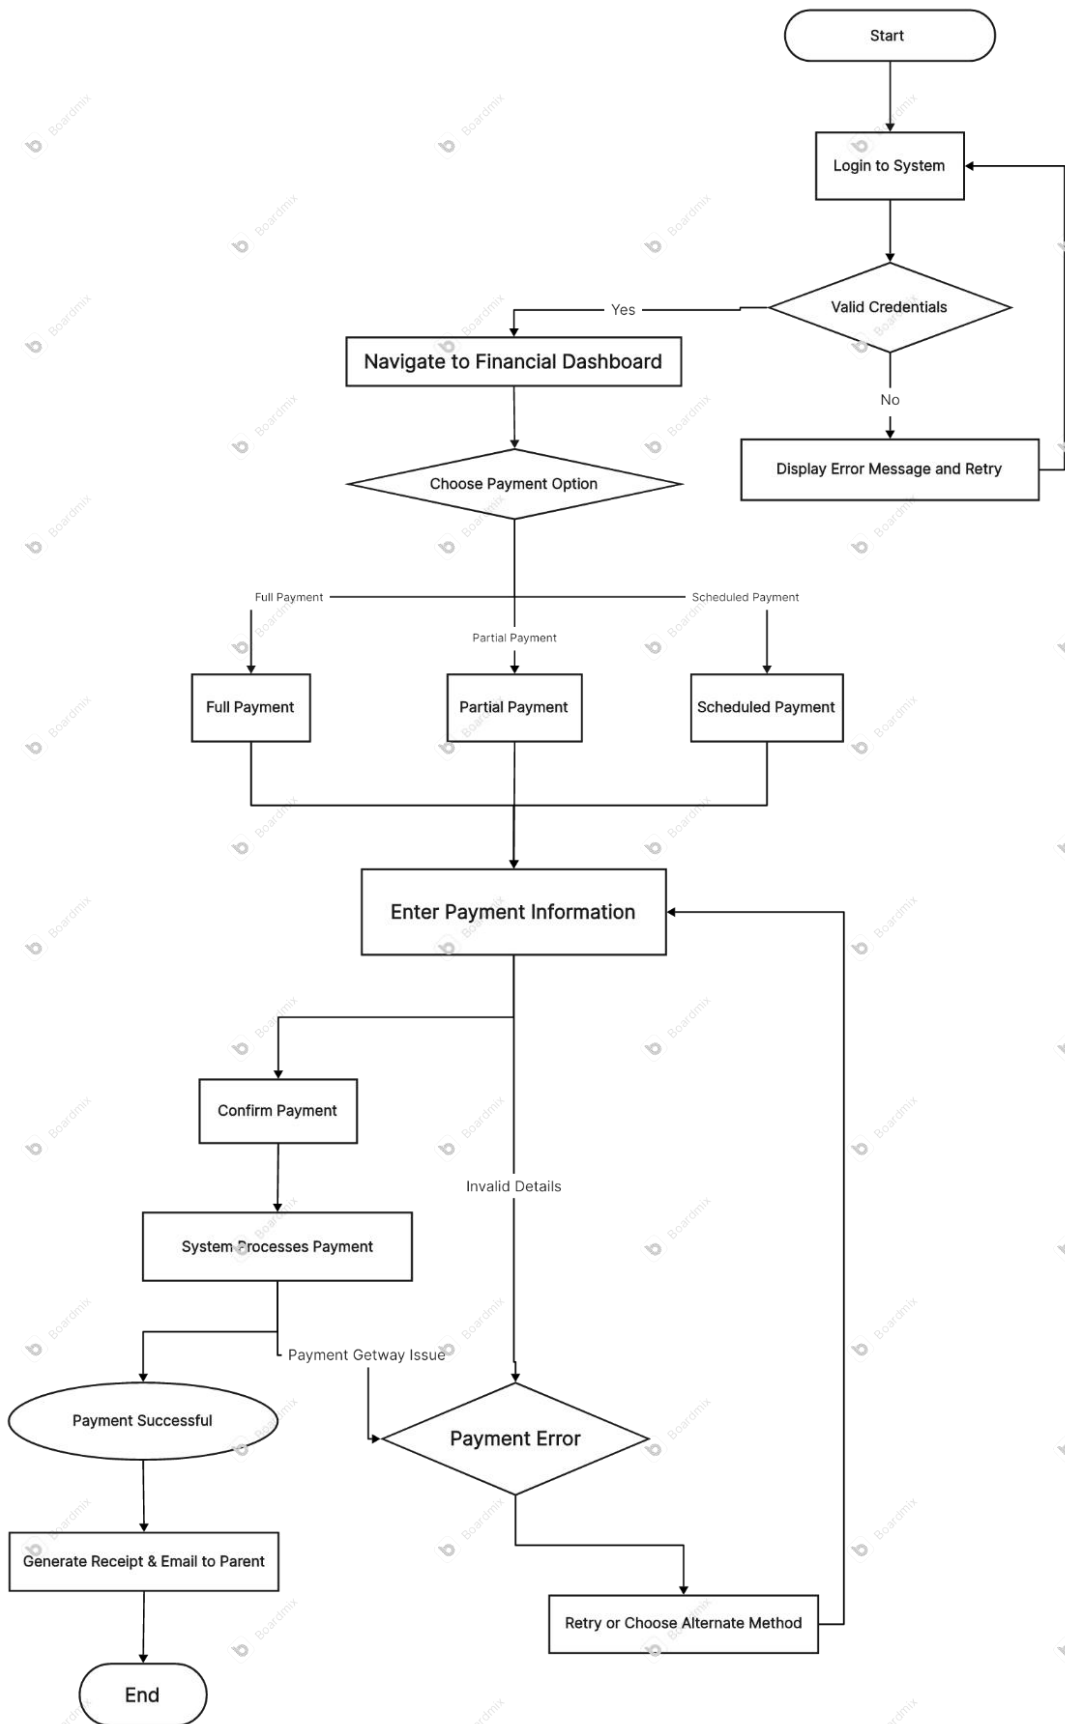 Start
Login to System
Valid Credentials
Yes
Navigate to Financial Dashboard
No
Display Error Message and Retry
Choose Payment Option
Full Payment
Scheduled Payment
Partial Payment
Full Payment
Partial Payment
Scheduled Payment
Enter Payment Information
Confirm Payment
Invalid Details
System Processes Payment
Payment Getway Issue
Payment Successful
Payment Error
Generate Receipt & Email to Parent
Retry or Choose Alternate Method
End
Boardmix